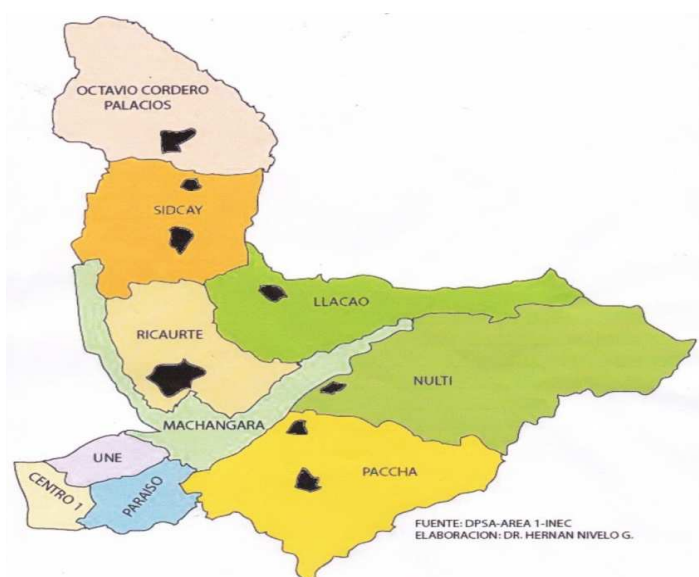 OCTAVIO CORDERO
PALACIOS
SIDCAY
LLACAO
RICAURTE
NULTI
MACHANGARA
UNE
CENTRO 1
PARAISO
PACCHA
FUENTE: DPSA-AREA 1-INEC
ELABORACION: DR. HERNAN NIVELO G.